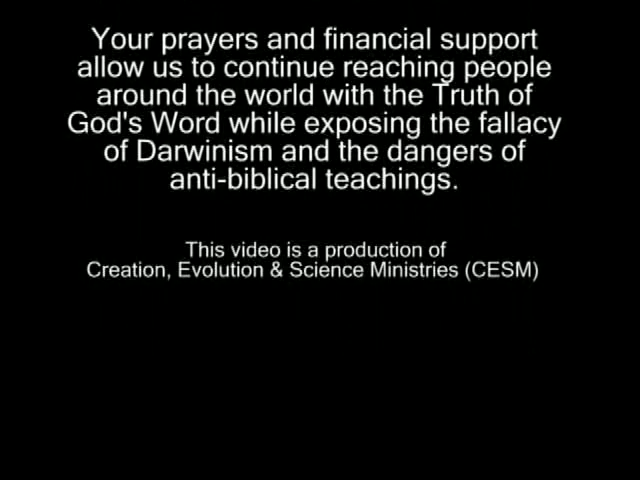 Your prayers and financial support
allow us to continue reaching people
around the world with the Truth of
God's Word while exposing the fallacy
of Darwinism and the dangers of
anti-biblical teachings.
This video is a production of
Creation, Evolution & Science Ministries (CESM)